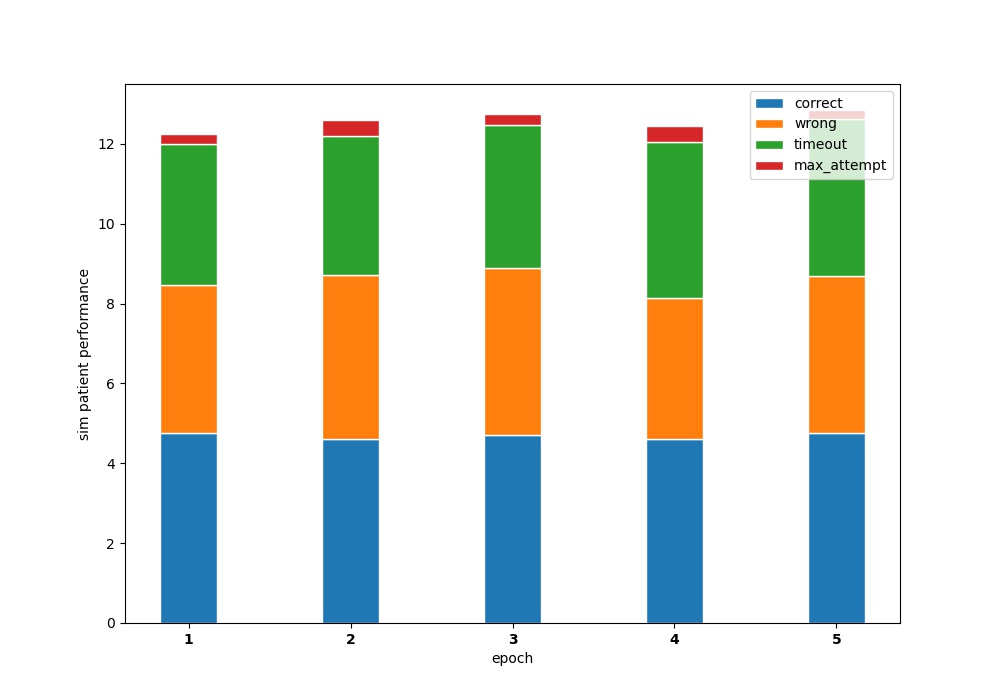 correct
wrong
timeout
max_attempt
12
10
8
6
4
2
0
sim patient performance
1 2 3 4 5
epoch